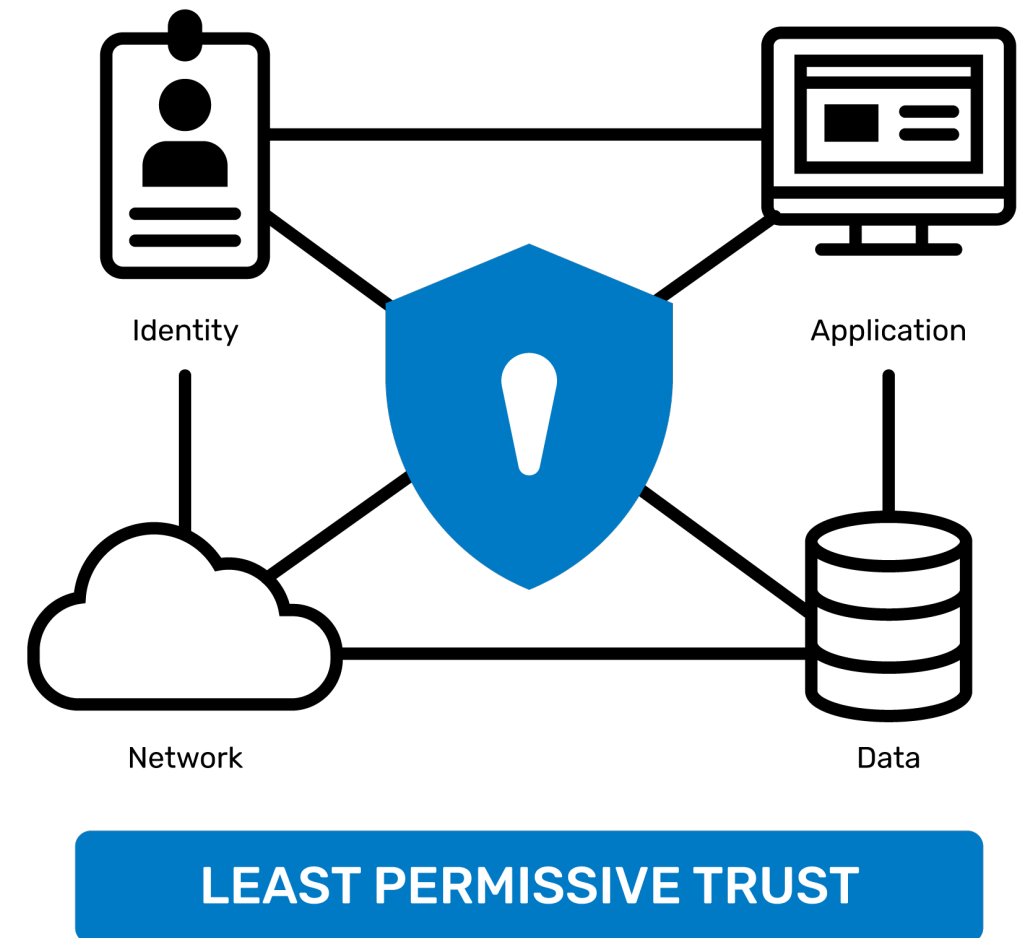 Identity
Application
Network
Data
LEAST PERMISSIVE TRUST